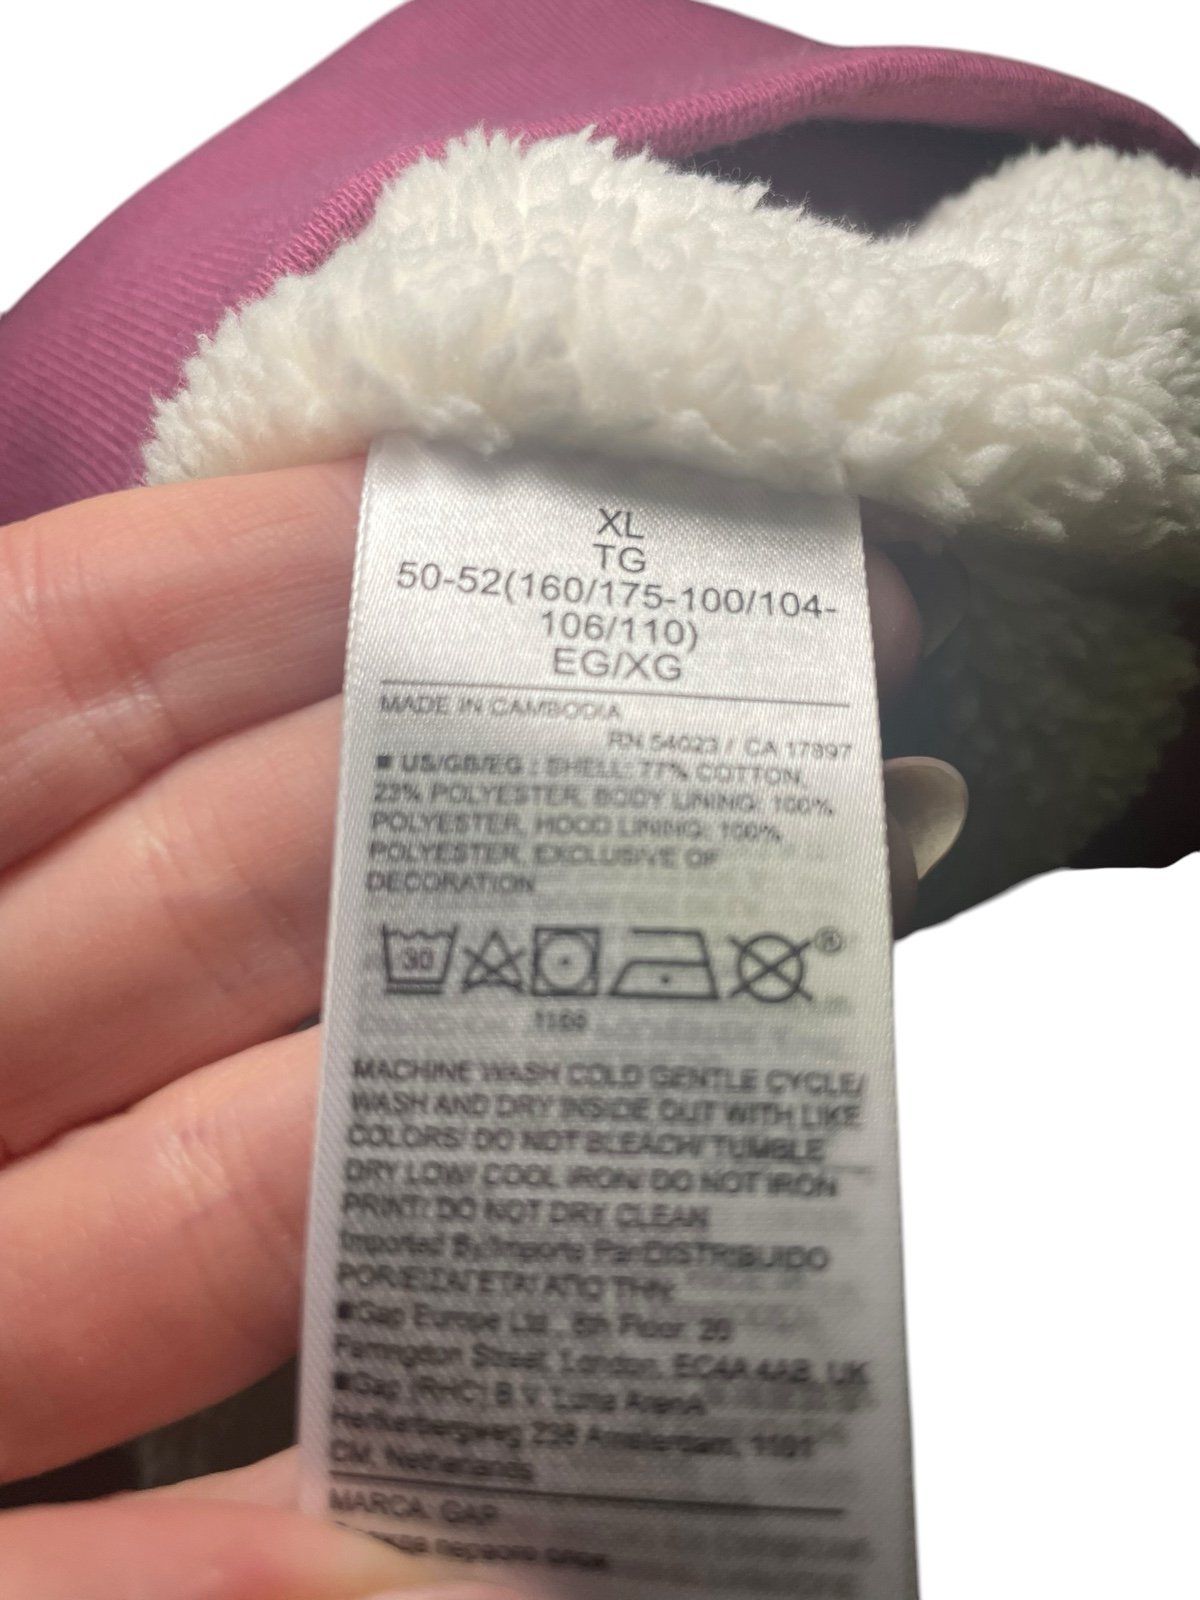 XL
TG
50-52(160/175-100/104-
106/110)
EG/XG
MADE IN CAMBODIA
RN 54023 / CA 17897
■ US/GB/EG : SHELL: 77% COTTON,
23% POLYESTER, BODY LINING: 100%
POLYESTER, HOOD LINING: 100%
POLYESTER, EXCLUSIVE OF
DECORATION
30
®
MACHINE WASH COLD GENTLE CYCLE/
WASH AND DRY INSIDE OUT WITH LIKE
COLORS/ DO NOT BLEACH/ TUMBLE
DRY LOW/ COOL IRON/ DO NOT IRON
PRINT/ DO NOT DRY CLEAN
Imported By/Importe Par/DISTRIBUIDO
POR/ΕΙΣΑΓΕΤΑΙ ΑΠΟ ΤΗΝ:
■Gap Europe Ltd., 8th Floor, 20
Farringdon Street, London, EC4A 4AB, UK
■Gap (RHC) B.V. Luna ArenA
Herikerbergweg 238 Amsterdam, 1101
CM, Netherlands
MARCA: GAP